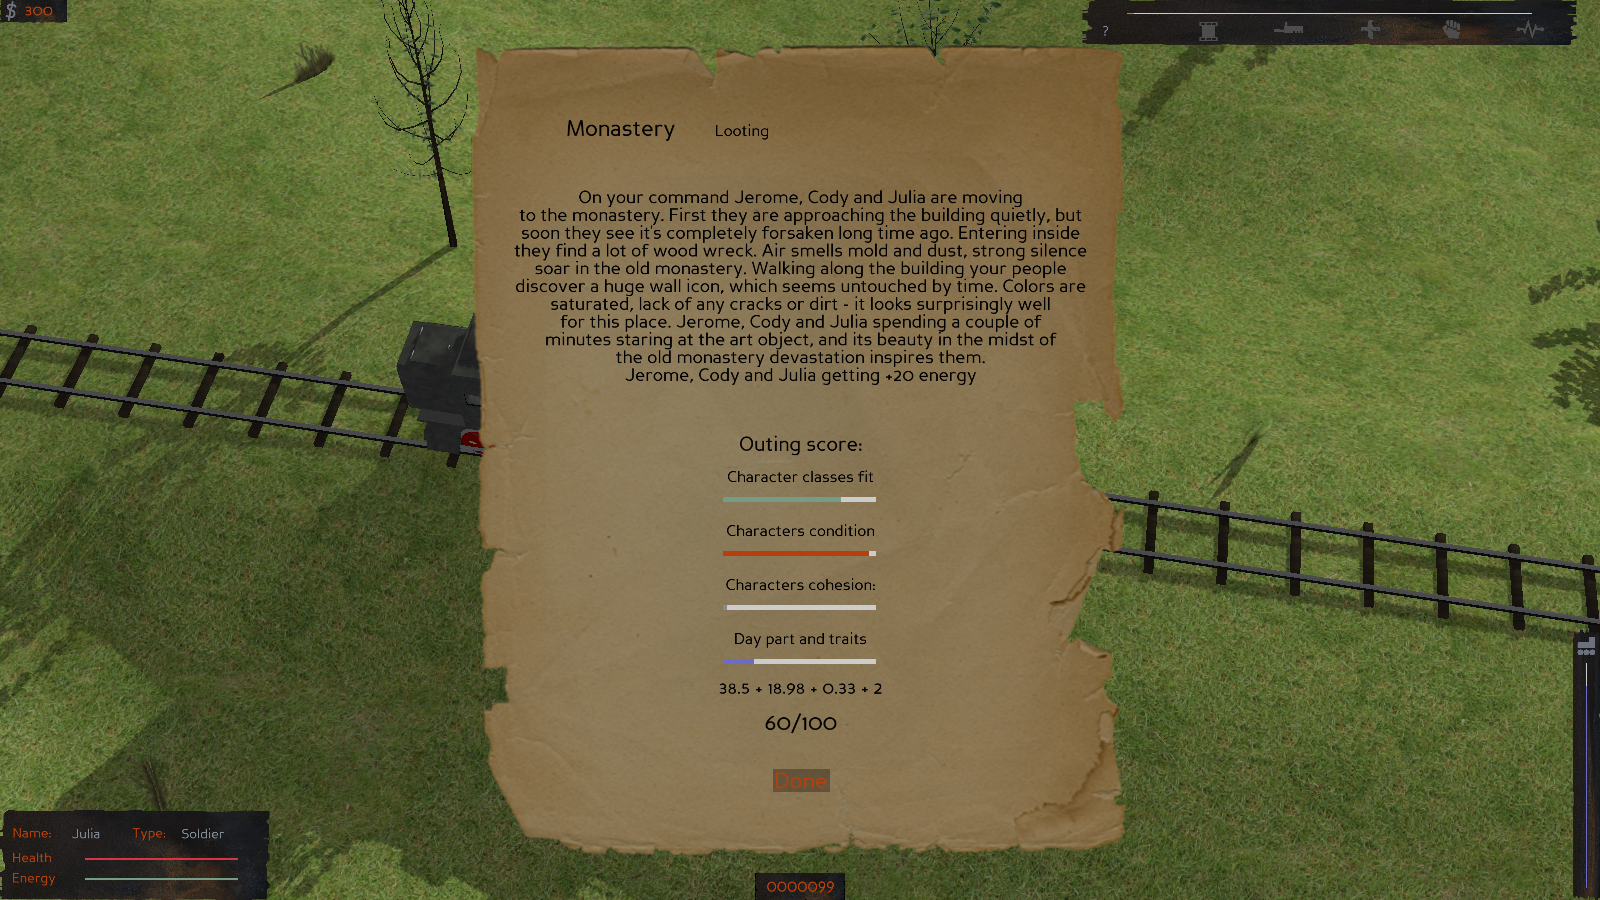 $ 300
?
Monastery Looting
On your command Jerome, Cody and Julia are moving
to the monastery. First they are approaching the building quietly, but
soon they see it's completely forsaken long time ago. Entering inside
they find a lot of wood wreck. Air smells mold and dust, strong silence
soar in the old monastery. Walking along the building your people
discover a huge wall icon, which seems untouched by time. Colors are
saturated, lack of any cracks or dirt - it looks surprisingly well
for this place. Jerome, Cody and Julia spending a couple of
minutes staring at the art object, and its beauty in the midst of
the old monastery devastation inspires them.
Jerome, Cody and Julia getting +20 energy
Outing score:
Character classes fit
Characters condition
Characters cohesion:
Day part and traits
38.5 + 18.98 + 0.33 + 2
60/100
Done
Name: Julia Type: Soldier
Health
Energy
0000099